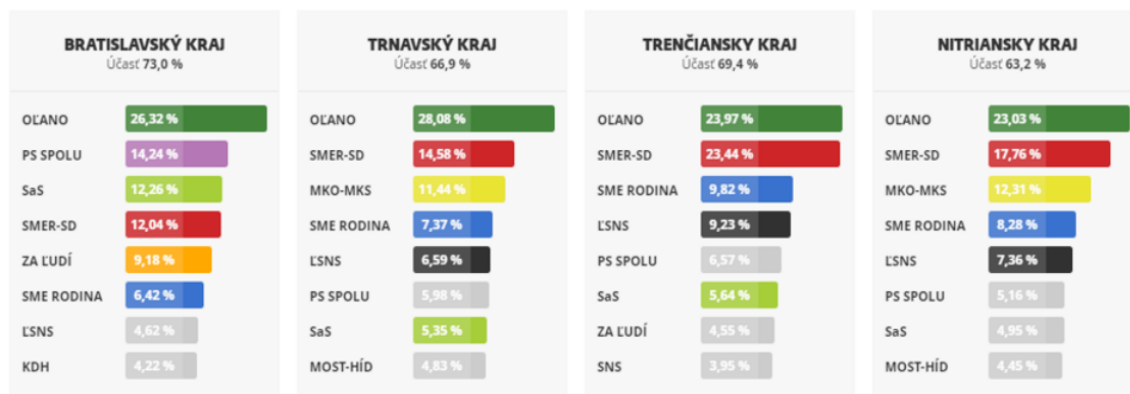 BRATISLAVSKÝ KRAJ
Účasť 73,0 %
OĽANO 26,32 %
PS SPOLU 14,24 %
SaS 12,26 %
SMER-SD 12,04 %
ZA ĽUDÍ 9,18 %
SME RODINA 6,42 %
ĽSNS 4,62 %
KDH 4,22 %
TRNAVSKÝ KRAJ
Účasť 66,9 %
OĽANO 28,08 %
SMER-SD 14,58 %
MKO-MKS 11,44 %
SME RODINA 7,37 %
ĽSNS 6,59 %
PS SPOLU 5,98 %
SaS 5,35 %
MOST-HÍD 4,83 %
TRENČIANSKY KRAJ
Účasť 69,4 %
OĽANO 23,97 %
SMER-SD 23,44 %
SME RODINA 9,82 %
ĽSNS 9,23 %
PS SPOLU 6,57 %
SaS 5,64 %
ZA ĽUDÍ 4,55 %
SNS 3,95 %
NITRIANSKY KRAJ
Účasť 63,2 %
OĽANO 23,03 %
SMER-SD 17,76 %
MKO-MKS 12,31 %
SME RODINA 8,28 %
ĽSNS 7,36 %
PS SPOLU 5,16 %
SaS 4,95 %
MOST-HÍD 4,45 %